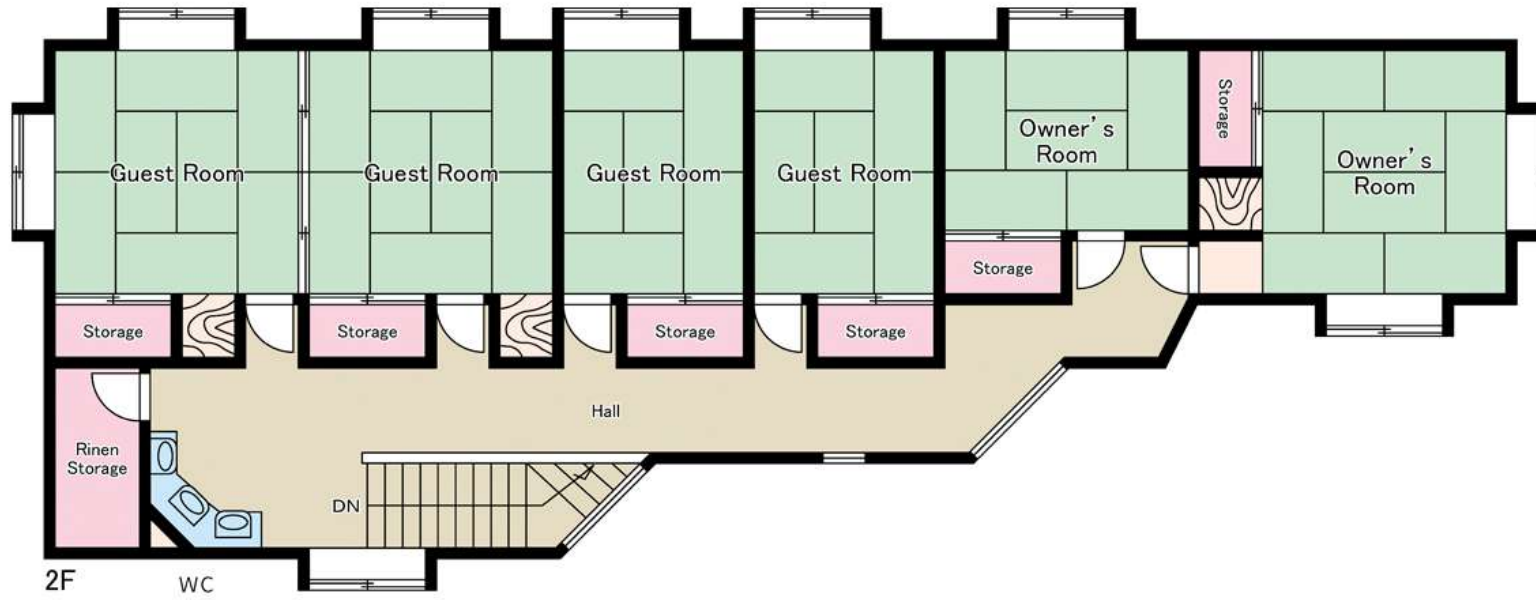 Guest Room
Guest Room
Guest Room
Guest Room
Owner's
Room
Storage
Owner's
Room
Storage
Storage
Storage
Storage
Storage
Hall
Rinen
Storage
DN
2F
WC